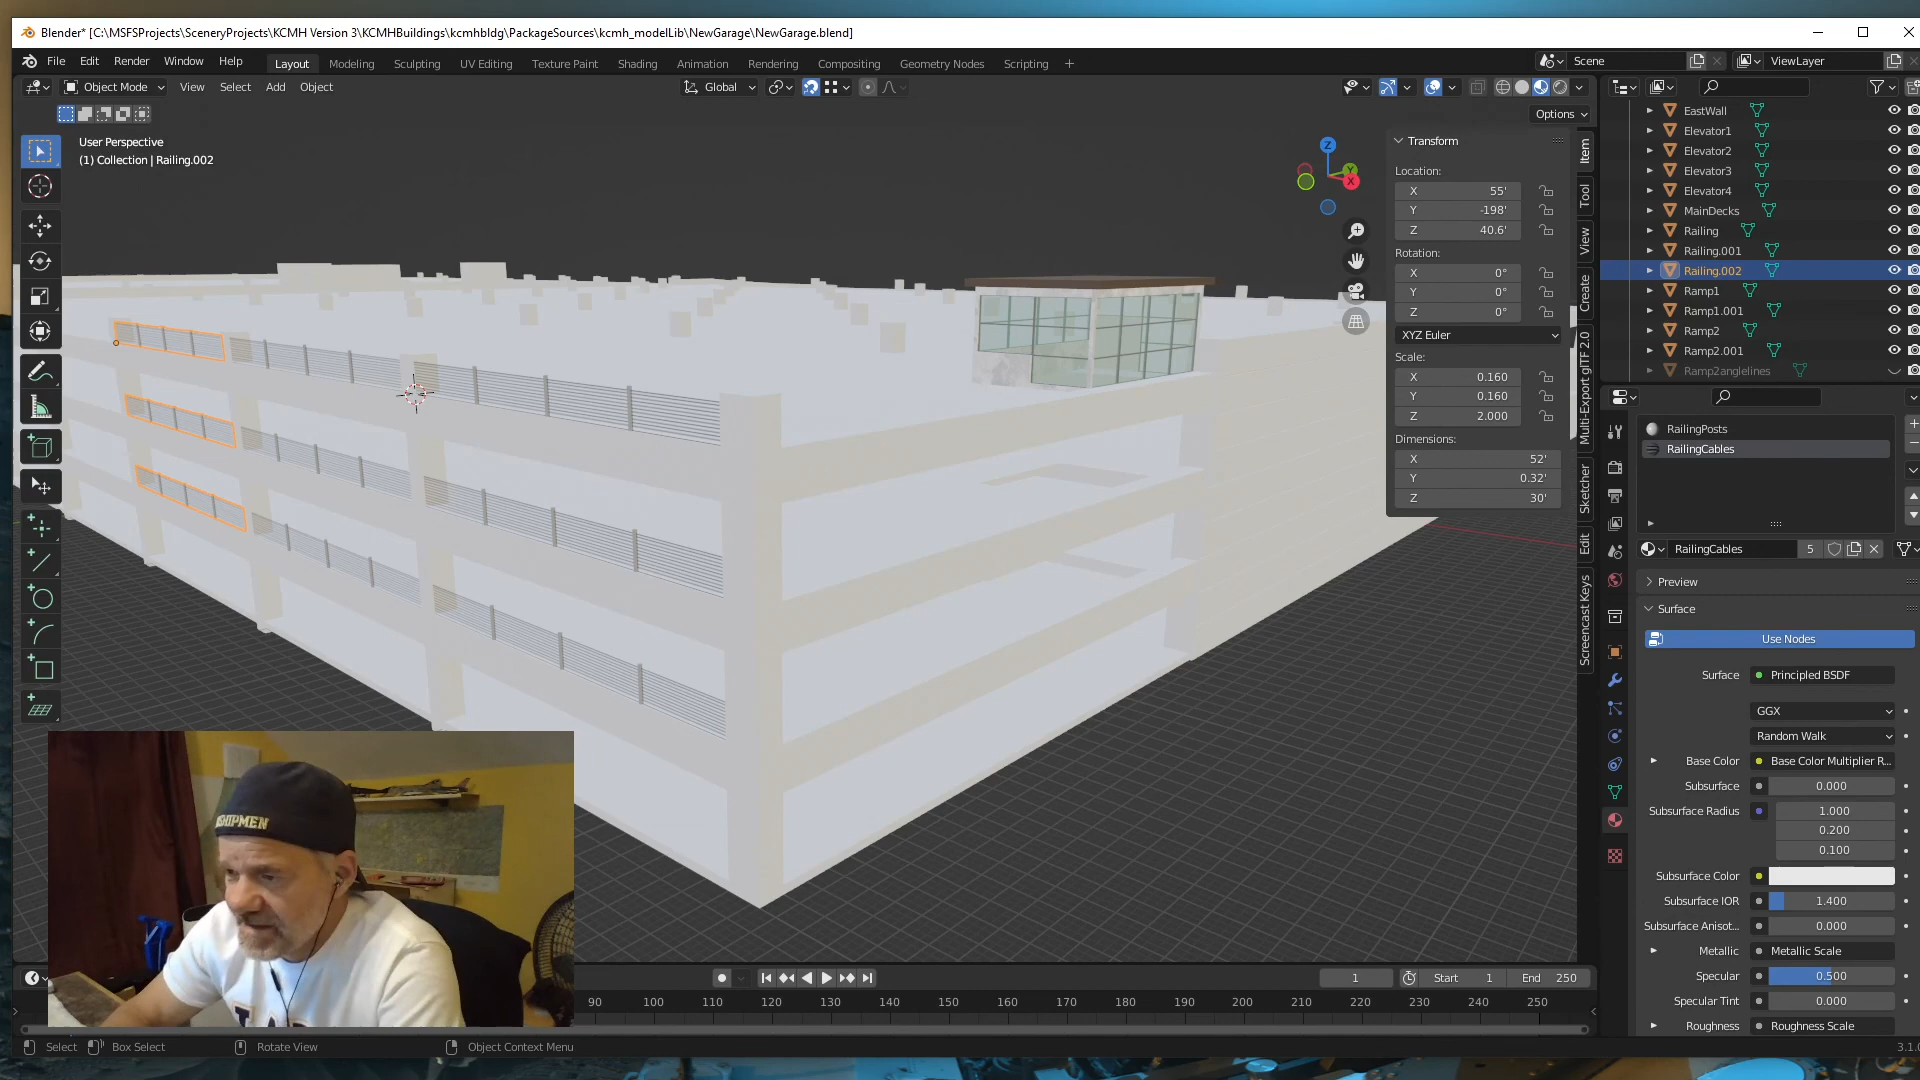 Blender* [C:\MSFSProjects\SceneryProjects\KCMH Version 3\KCMHBuildings\kcmhbldg\PackageSources\kcmh_modelLib\NewGarage\NewGarage.blend]
File Edit Render Window Help Layout Modeling Sculpting UV Editing Texture Paint Shading Animation Rendering Compositing Geometry Nodes Scripting + Scene ViewLayer
Object Mode View Select Add Object Global
Options
User Perspective
(1) Collection | Railing.002
Z
Y
X
Transform
Location:
X 55'
Y -198'
Z 40.6'
Rotation:
X 0°
Y 0°
Z 0°
XYZ Euler
Scale:
X 0.160
Y 0.160
Z 2.000
Dimensions:
X 52'
Y 0.32'
Z 30'
Item
Tool
View
Create
Multi-Export glTF 2.0
Sketcher
Edit
Screencast Keys
EastWall
Elevator1
Elevator2
Elevator3
Elevator4
MainDecks
Railing
Railing.001
Railing.002
Ramp1
Ramp1.001
Ramp2
Ramp2.001
Ramp2anglelines
RailingPosts
RailingCables
RailingCables 5
Preview
Surface
Use Nodes
Surface Principled BSDF
GGX
Random Walk
Base Color Base Color Multiplier R...
Subsurface 0.000
Subsurface Radius 1.000
0.200
0.100
Subsurface Color
Subsurface IOR 1.400
Subsurface Anisot... 0.000
Metallic Metallic Scale
Specular 0.500
Specular Tint 0.000
Roughness Roughness Scale
1 Start 1 End 250
90 100 110 120 130 140 150 160 170 180 190 200 210 220 230 240 250
Select Box Select Rotate View Object Context Menu
3.1.0